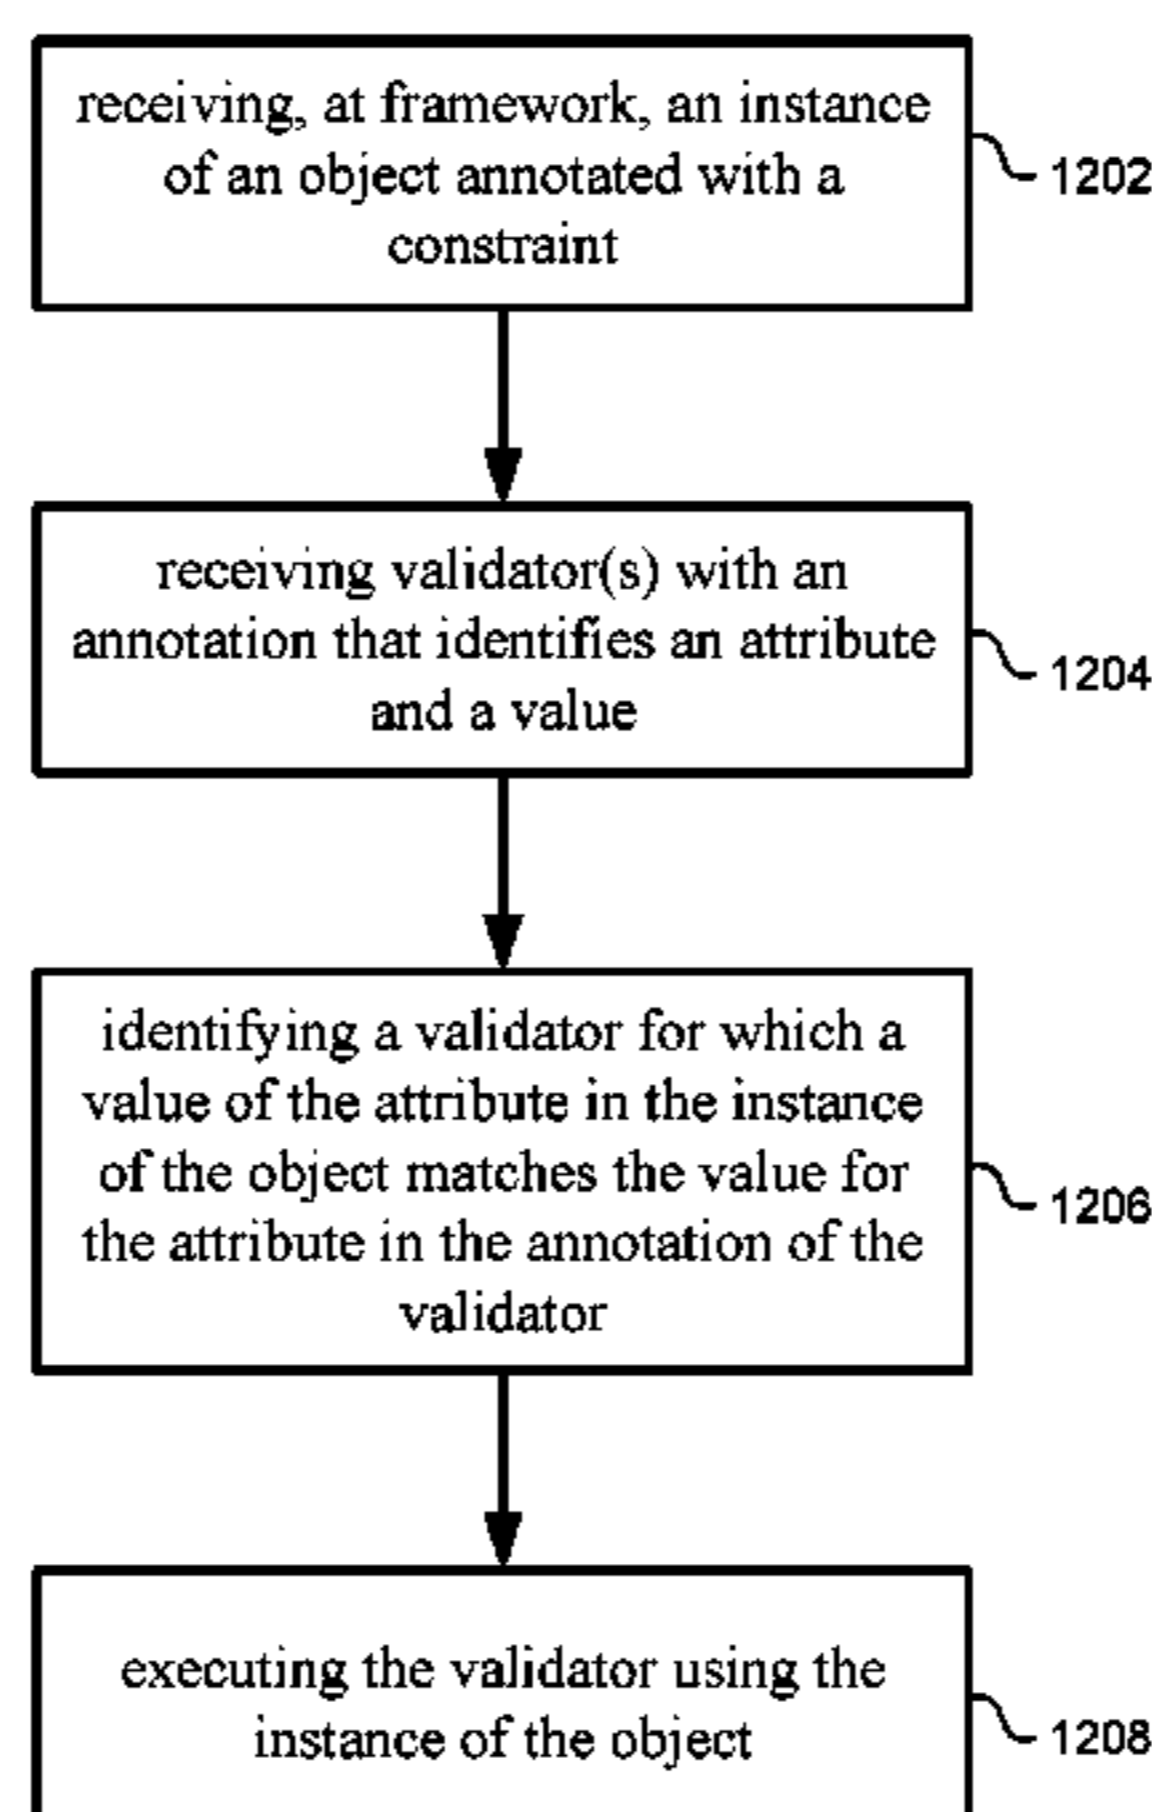 receiving, at framework, an instance
of an object annotated with a
constraint
1202
receiving validator(s) with an
annotation that identifies an attribute
and a value
1204
identifying a validator for which a
value of the attribute in the instance
of the object matches the value for
the attribute in the annotation of the
validator
1206
executing the validator using the
instance of the object
1208